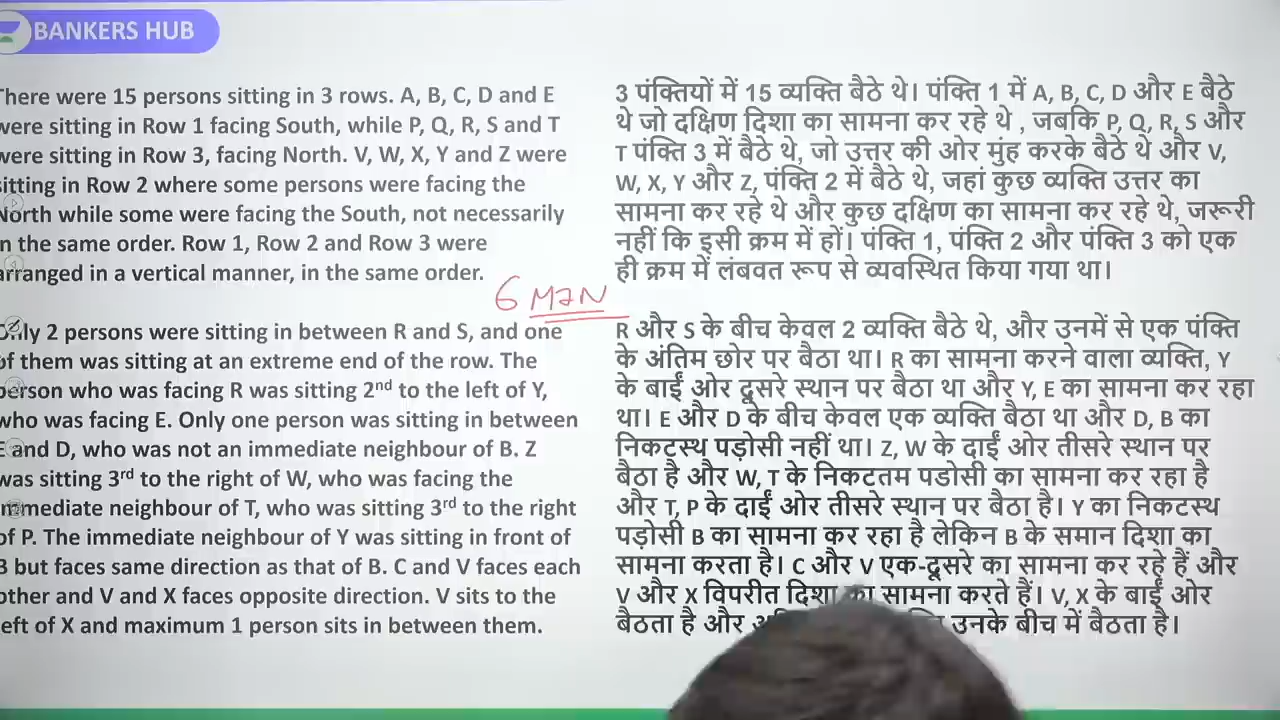 BANKERS HUB
There were 15 persons sitting in 3 rows. A, B, C, D and E
were sitting in Row 1 facing South, while P, Q, R, S and T
were sitting in Row 3, facing North. V, W, X, Y and Z were
sitting in Row 2 where some persons were facing the
North while some were facing the South, not necessarily
in the same order. Row 1, Row 2 and Row 3 were
arranged in a vertical manner, in the same order.
6 MIN
Only 2 persons were sitting in between R and S, and one
of them was sitting at an extreme end of the row. The
person who was facing R was sitting 2nd to the left of Y,
who was facing E. Only one person was sitting in between
E and D, who was not an immediate neighbour of B. Z
was sitting 3rd to the right of W, who was facing the
immediate neighbour of T, who was sitting 3rd to the right
of P. The immediate neighbour of Y was sitting in front of
B but faces same direction as that of B. C and V faces each
other and V and X faces opposite direction. V sits to the
left of X and maximum 1 person sits in between them.
3 पंक्तियों में 15 व्यक्ति बैठे थे। पंक्ति 1 में A, B, C, D और E बैठे
थे जो दक्षिण दिशा का सामना कर रहे थे , जबकि P, Q, R, S और
T पंक्ति 3 में बैठे थे, जो उत्तर की ओर मुंह करके बैठे थे और V,
W, X, Y और Z, पंक्ति 2 में बैठे थे, जहां कुछ व्यक्ति उत्तर का
सामना कर रहे थे और कुछ दक्षिण का सामना कर रहे थे, जरूरी
नहीं कि इसी क्रम में हों। पंक्ति 1, पंक्ति 2 और पंक्ति 3 को एक
ही क्रम में लंबवत रूप से व्यवस्थित किया गया था।
R और S के बीच केवल 2 व्यक्ति बैठे थे, और उनमें से एक पंक्ति
के अंतिम छोर पर बैठा था। R का सामना करने वाला व्यक्ति, Y
के बाईं ओर दूसरे स्थान पर बैठा था और Y, E का सामना कर रहा
था। E और D के बीच केवल एक व्यक्ति बैठा था और D, B का
निकटस्थ पड़ोसी नहीं था। Z, W के दाईं ओर तीसरे स्थान पर
बैठा है और W, T के निकटतम पडोसी का सामना कर रहा है
और T, P के दाईं ओर तीसरे स्थान पर बैठा है। Y का निकटस्थ
पड़ोसी B का सामना कर रहा है लेकिन B के समान दिशा का
सामना करता है। C और V एक-दूसरे का सामना कर रहे हैं और
V और X विपरीत दिशा का सामना करते हैं। V, X के बाईं ओर
बैठता है और उनके बीच में बैठता है।